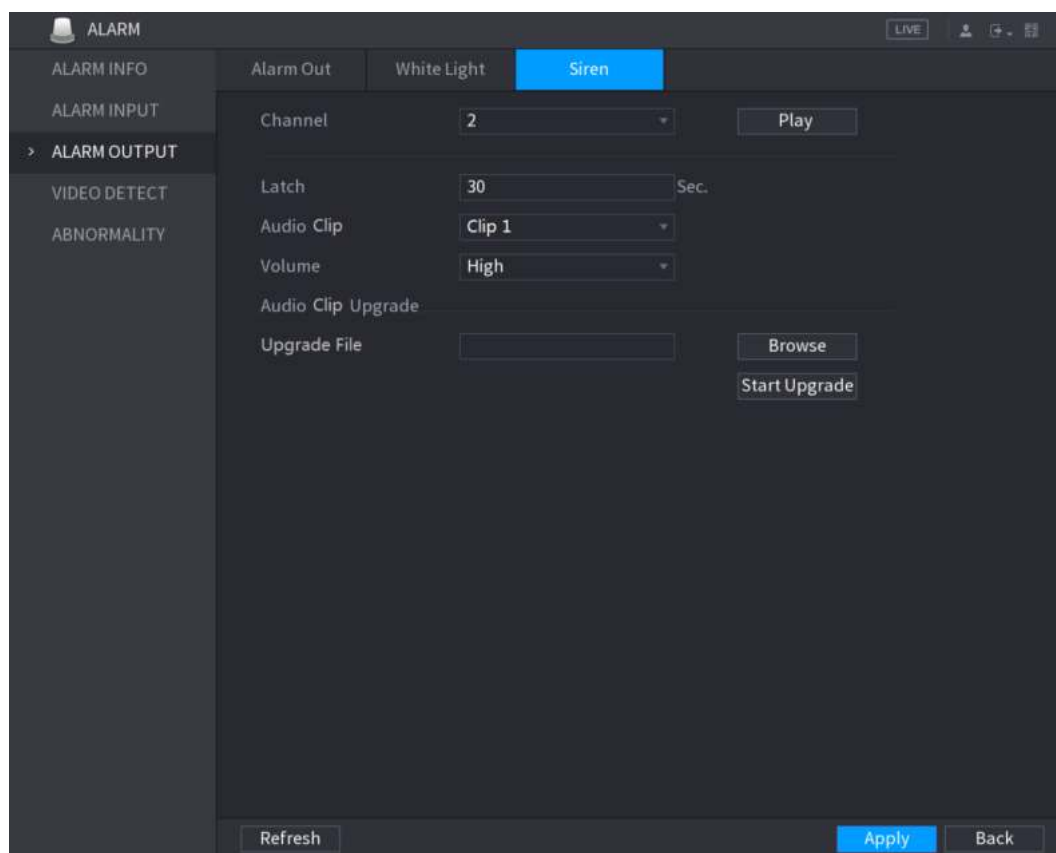 ALARM
LIVE
ALARM INFO
ALARM INPUT
> ALARM OUTPUT
VIDEO DETECT
ABNORMALITY
Alarm Out White Light Siren
Channel 2 Play
Latch 30 Sec.
Audio Clip Clip 1
Volume High
Audio Clip Upgrade
Upgrade File Browse
Start Upgrade
Refresh Apply Back